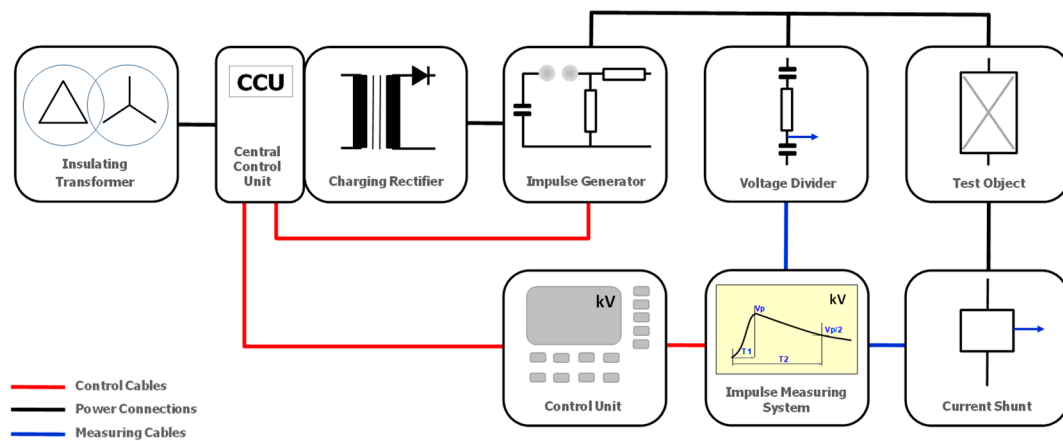 CCU
Insulating
Transformer
Central
Control
Unit
Charging Rectifier
Impulse Generator
Voltage Divider
Test Object
kV
kV
Vp
Vp/2
T1
T2
Control Unit
Impulse Measuring
System
Current Shunt
Control Cables
Power Connections
Measuring Cables